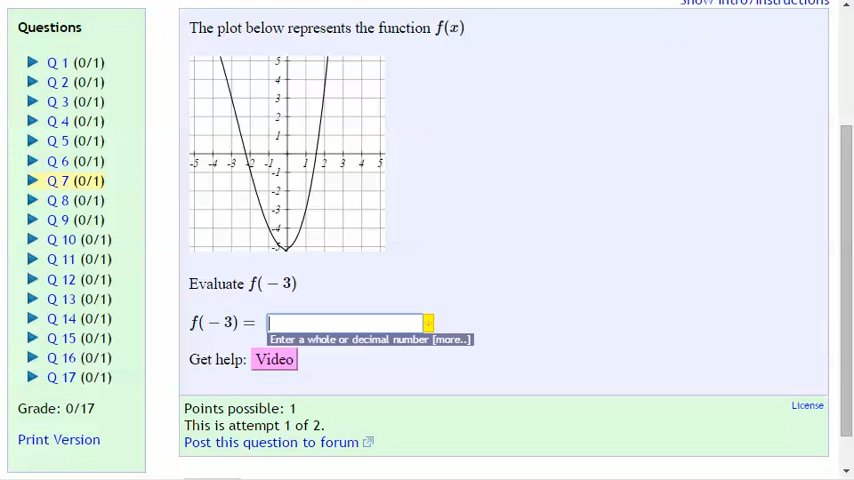 Show Intro/Instructions
Questions
Q 1 (0/1)
Q 2 (0/1)
Q 3 (0/1)
Q 4 (0/1)
Q 5 (0/1)
Q 6 (0/1)
Q 7 (0/1)
Q 8 (0/1)
Q 9 (0/1)
Q 10 (0/1)
Q 11 (0/1)
Q 12 (0/1)
Q 13 (0/1)
Q 14 (0/1)
Q 15 (0/1)
Q 16 (0/1)
Q 17 (0/1)
Grade: 0/17
Print Version
The plot below represents the function f(x)
5
4
3
2
1
-5 -4 -3 -2 -1 1 2 3 4 5
-1
-2
-3
-4
-5
Evaluate f( − 3)
f( − 3) =
Enter a whole or decimal number [more..]
Get help: Video
Points possible: 1
License
This is attempt 1 of 2.
Post this question to forum